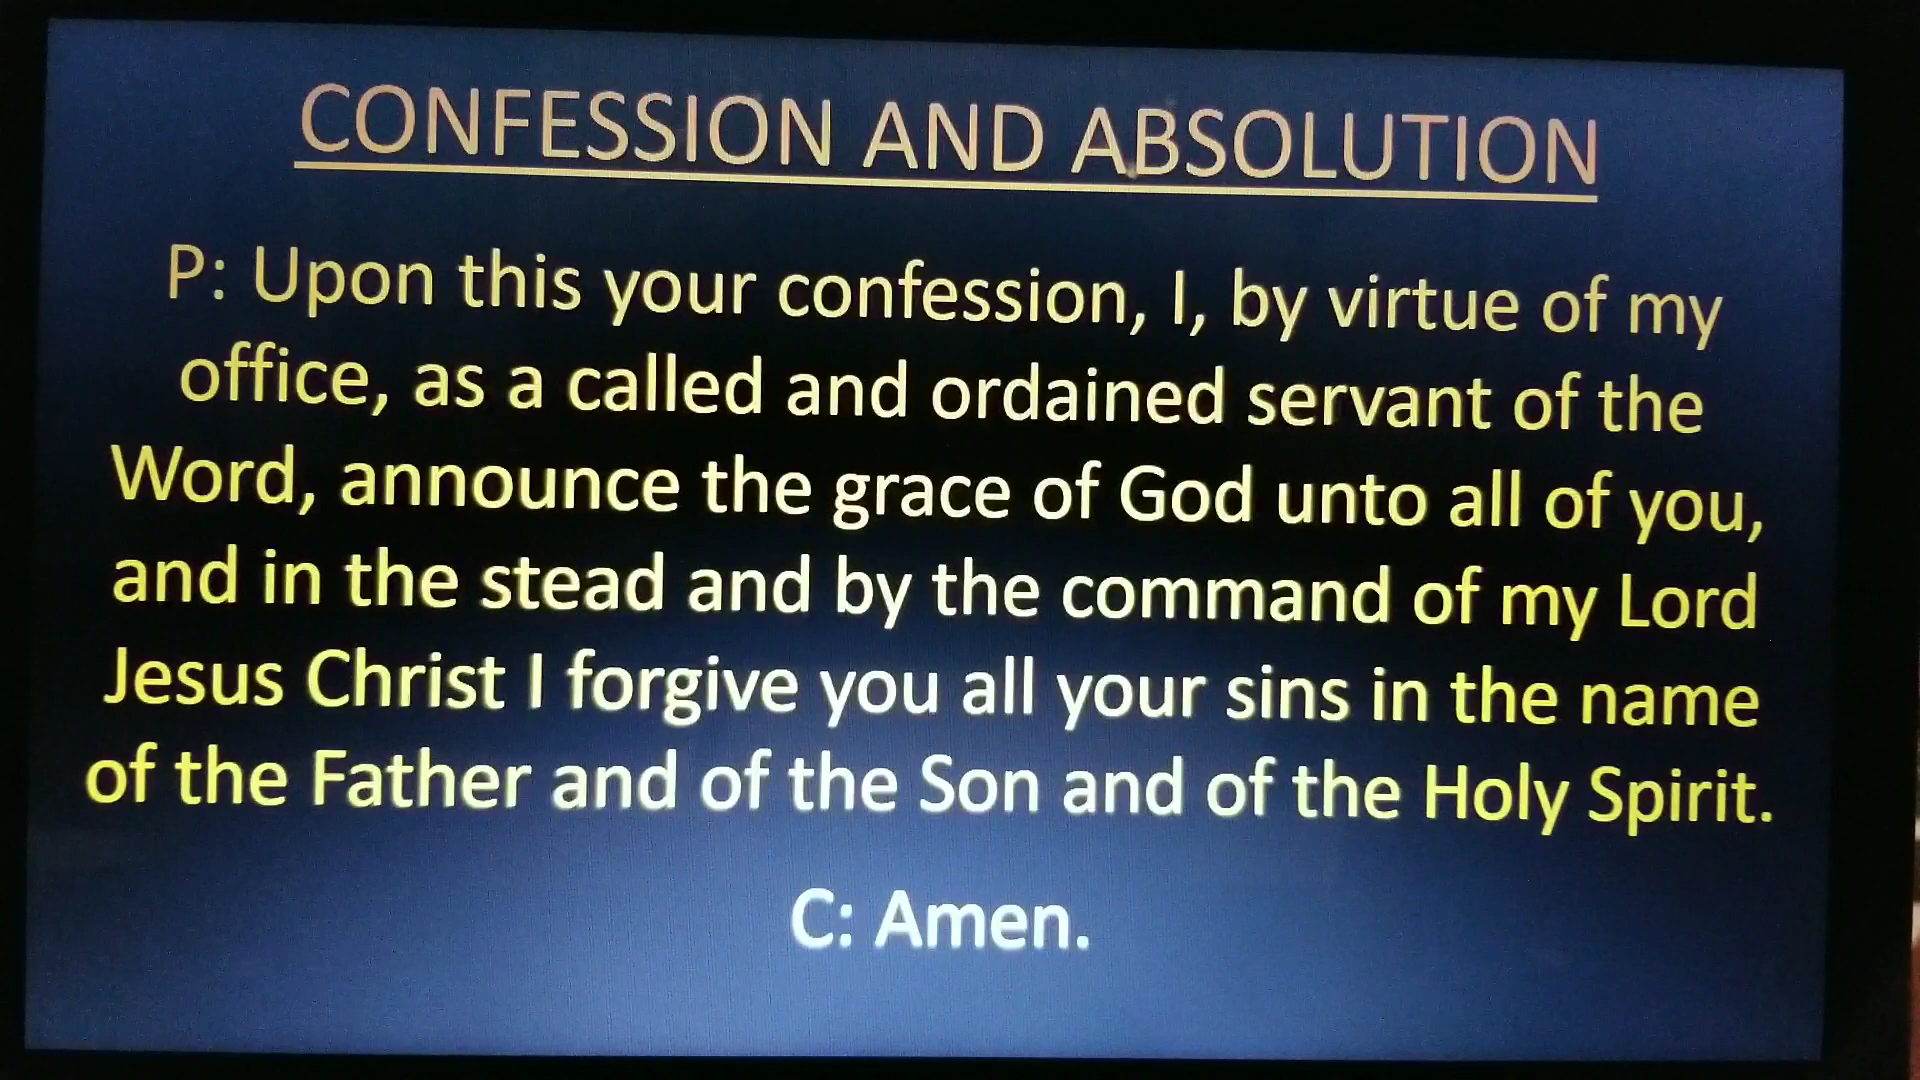 CONFESSION AND ABSOLUTION
P: Upon this your confession, I, by virtue of my
office, as a called and ordained servant of the
Word, announce the grace of God unto all of you,
and in the stead and by the command of my Lord
Jesus Christ I forgive you all your sins in the name
of the Father and of the Son and of the Holy Spirit.
C: Amen.